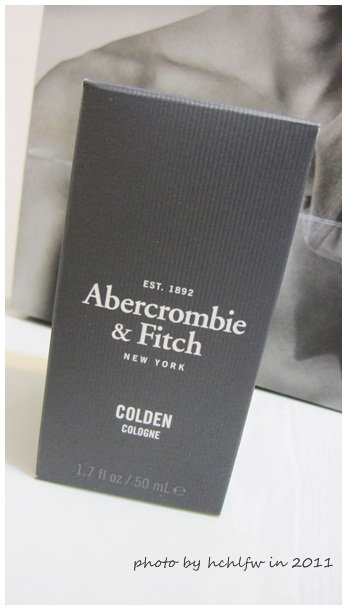 EST. 1892
Abercrombie
& Fitch
NEW YORK
COLDEN
COLOGNE
1.7 fl oz / 50 mL ℮
photo by hchlfw in 2011